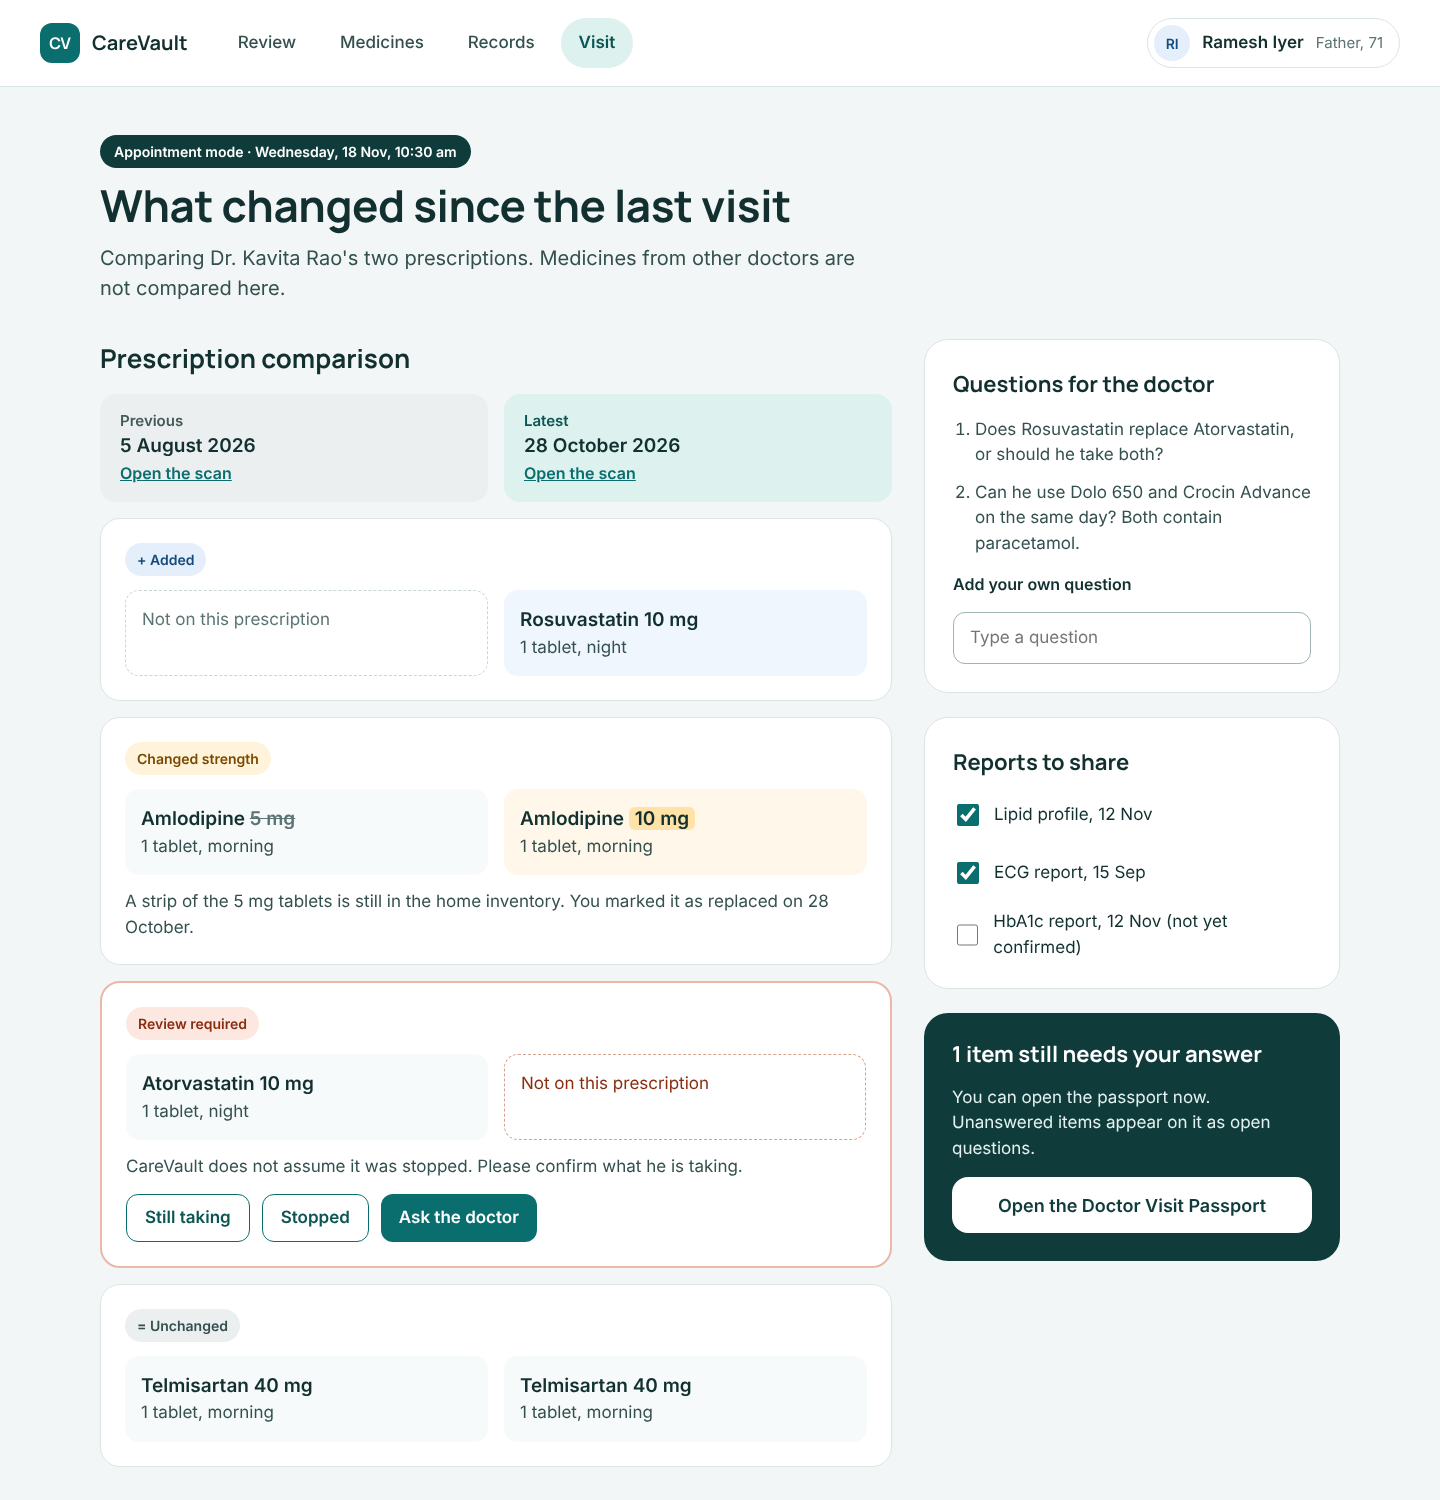 CV CareVault Review Medicines Records Visit RI Ramesh Iyer Father, 71
Appointment mode · Wednesday, 18 Nov, 10:30 am
What changed since the last visit
Comparing Dr. Kavita Rao's two prescriptions. Medicines from other doctors are
not compared here.
Prescription comparison
Previous
5 August 2026
Open the scan
Latest
28 October 2026
Open the scan
+ Added
Not on this prescription
Rosuvastatin 10 mg
1 tablet, night
Changed strength
Amlodipine 5 mg
1 tablet, morning
Amlodipine 10 mg
1 tablet, morning
A strip of the 5 mg tablets is still in the home inventory. You marked it as replaced on 28
October.
Review required
Atorvastatin 10 mg
1 tablet, night
Not on this prescription
CareVault does not assume it was stopped. Please confirm what he is taking.
Still taking
Stopped
Ask the doctor
= Unchanged
Telmisartan 40 mg
1 tablet, morning
Telmisartan 40 mg
1 tablet, morning
Questions for the doctor
1. Does Rosuvastatin replace Atorvastatin,
or should he take both?
2. Can he use Dolo 650 and Crocin Advance
on the same day? Both contain
paracetamol.
Add your own question
Type a question
Reports to share
Lipid profile, 12 Nov
ECG report, 15 Sep
HbA1c report, 12 Nov (not yet
confirmed)
1 item still needs your answer
You can open the passport now.
Unanswered items appear on it as open
questions.
Open the Doctor Visit Passport